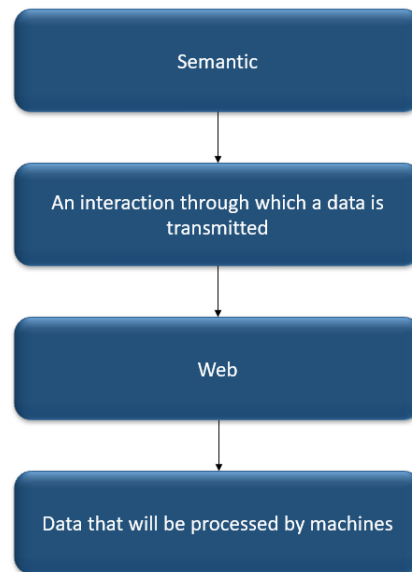 Semantic
An interaction through which a data is
transmitted
Web
Data that will be processed by machines